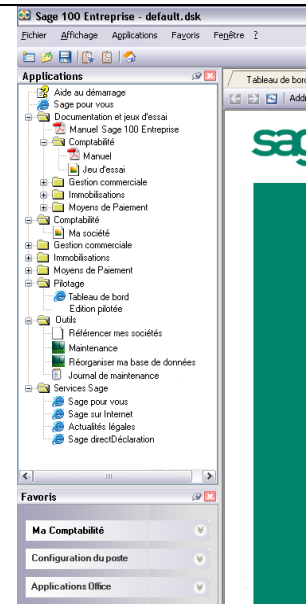 Sage 100 Entreprise - default.dsk
Fichier Affichage Applications Favoris Fenêtre ?
Applications
Tableau de bord
Aide au démarrage
Sage pour vous
Documentation et jeux d'essai
Manuel Sage 100 Entreprise
Comptabilité
Manuel
Jeu d'essai
Gestion commerciale
Immobilisations
Moyens de Paiement
Comptabilité
Ma société
Gestion commerciale
Immobilisations
Moyens de Paiement
Pilotage
Tableau de bord
Edition pilotée
Outils
Référencer mes sociétés
Maintenance
Réorganiser ma base de données
Journal de maintenance
Services Sage
Sage pour vous
Sage sur Internet
Actualités légales
Sage directDéclaration
Favoris
Ma Comptabilité
Configuration du poste
Applications Office